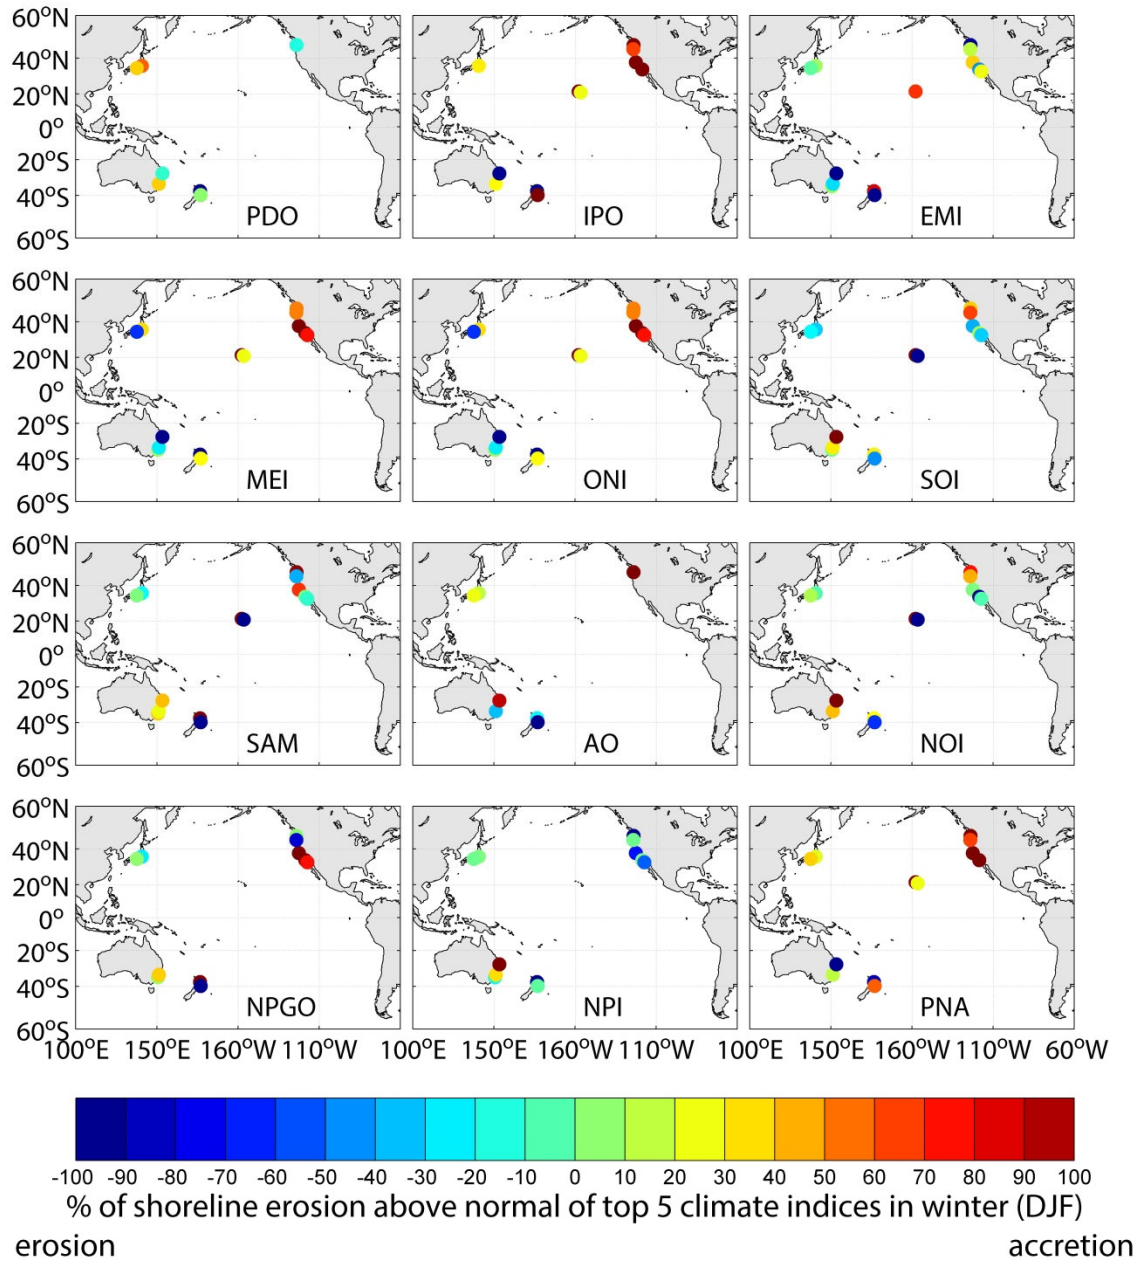 60°N
40°N
20°N
0°
20°S
40°S
60°S
PDO
IPO
EMI
60°N
40°N
20°N
0°
20°S
40°S
60°S
MEI
ONI
SOI
60°N
40°N
20°N
0°
20°S
40°S
60°S
SAM
AO
NOI
60°N
40°N
20°N
0°
20°S
40°S
60°S
NPGO
NPI
PNA
100°E 150°E 160°W 110°W 100°E 150°E 160°W 110°W 100°E 150°E 160°W 110°W 60°W
-100 -90 -80 -70 -60 -50 -40 -30 -20 -10 0 10 20 30 40 50 60 70 80 90 100
% of shoreline erosion above normal of top 5 climate indices in winter (DJF)
erosion accretion